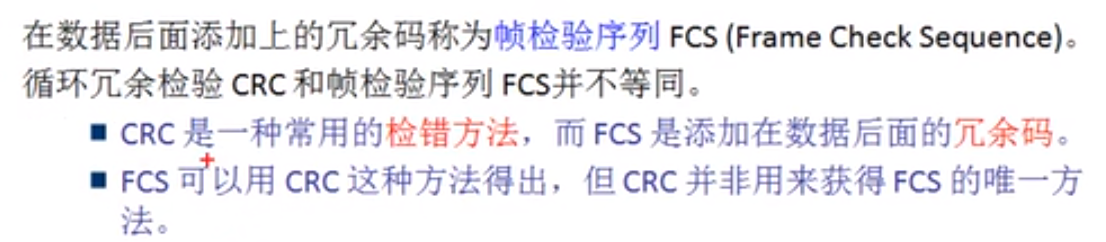 在数据后面添加上的冗余码称为帧检验序列 FCS (Frame Check Sequence)。
循环冗余检验 CRC 和帧检验序列 FCS并不等同。
■ CRC 是一种常用的检错方法，而 FCS 是添加在数据后面的冗余码。
■ FCS 可以用 CRC 这种方法得出，但 CRC 并非用来获得 FCS 的唯一方
法。